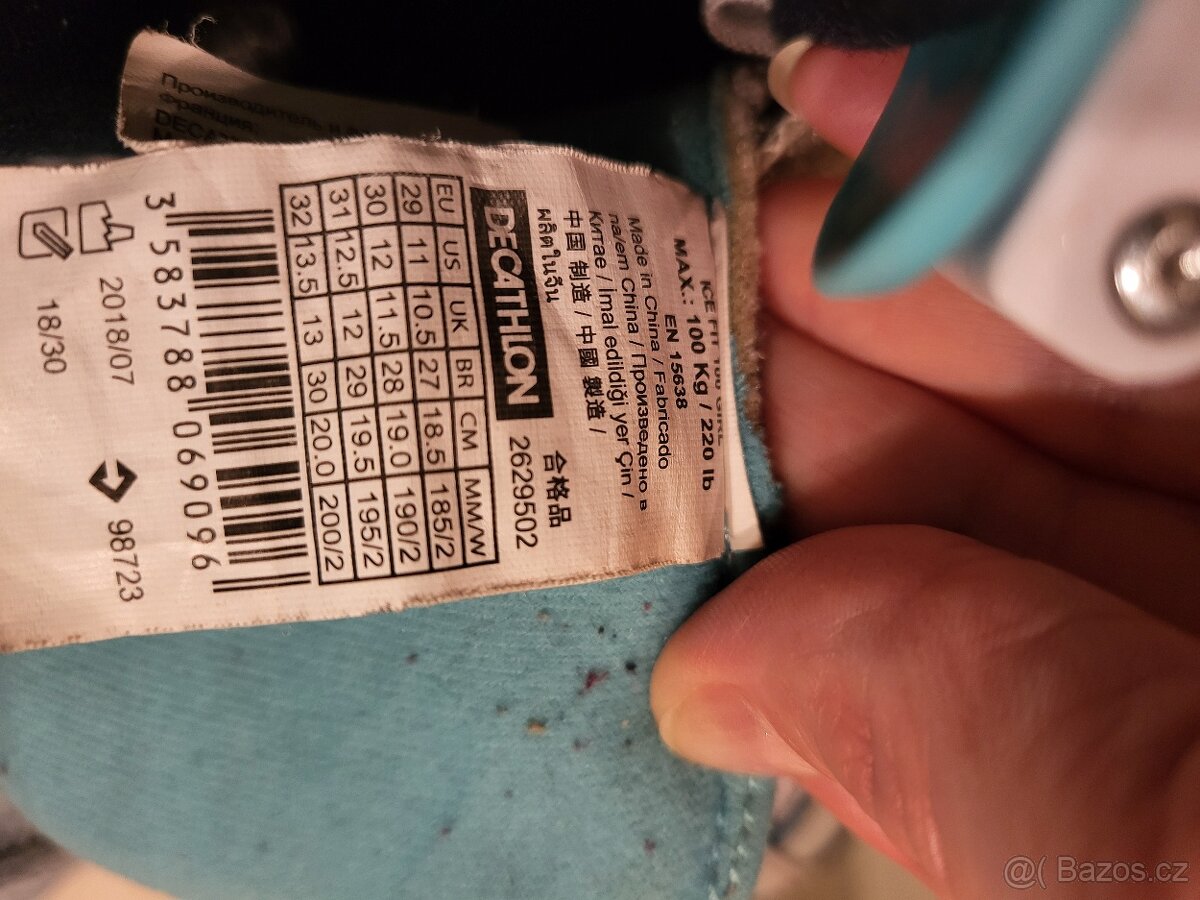 ICE FIT 100 GIRL
MAX.: 100 Kg / 220 lb
EN 15638
Made in China / Fabricado
na/em China / Произведено в
Китае / İmal edildiği yer Çin /
中国 制造 / 中國 製造 /
ผลิตในจีน 合格品
DECATHLON 2629502
EU US UK BR CM MM/W
29 11 10.5 27 18.5 185/2
30 12 11.5 28 19.0 190/2
31 12.5 12 29 19.5 195/2
32 13.5 13 30 20.0 200/2
3 583788 069096
2018/07 98723
18/30
Производитель
Франция
@( Bazos.cz